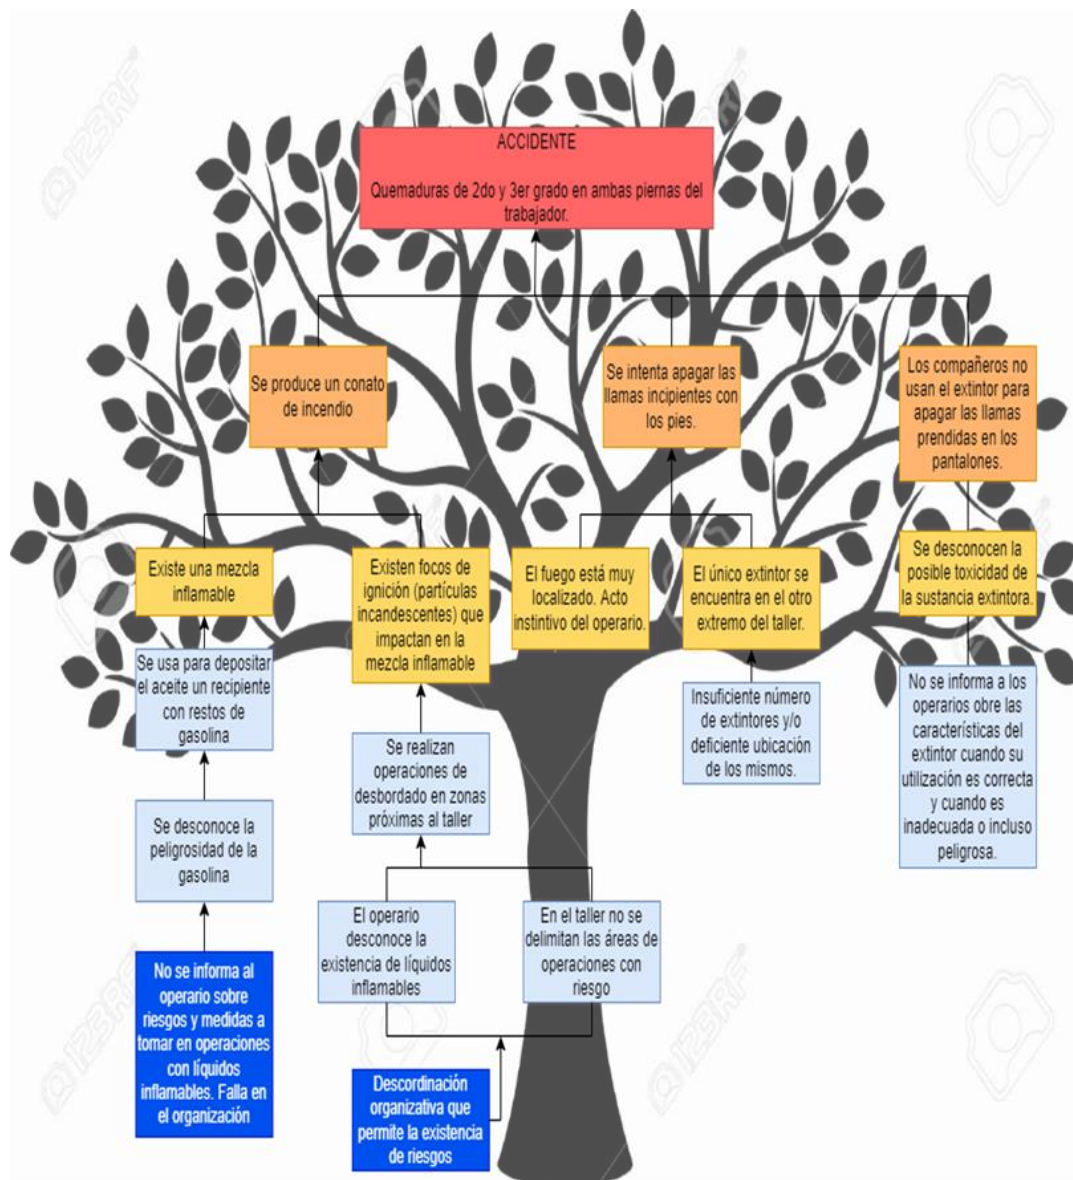 ACCIDENTE
Quemaduras de 2do y 3er grado en ambas piernas del
trabajador.
Se produce un conato
de incendio
Se intenta apagar las
llamas incipientes con
los pies.
Los compañeros no
usan el extintor para
apagar las llamas
prendidas en los
pantalones.
Existe una mezcla
inflamable
Existen focos de
ignición (partículas
incandescentes) que
impactan en la
mezcla inflamable
El fuego está muy
localizado. Acto
instintivo del operario.
El único extintor se
encuentra en el otro
extremo del taller.
Se desconocen la
posible toxicidad de
la sustancia extintora.
Se usa para depositar
el aceite un recipiente
con restos de
gasolina
Se realizan
operaciones de
desbordado en zonas
próximas al taller
Insuficiente número
de extintores y/o
deficiente ubicación
de los mismos.
No se informa a los
operarios obre las
características del
extintor cuando su
utilización es correcta
y cuando es
inadecuada o incluso
peligrosa.
Se desconoce la
peligrosidad de la
gasolina
El operario
desconoce la
existencia de líquidos
inflamables
En el taller no se
delimitan las áreas de
operaciones con
riesgo
No se informa al
operario sobre
riesgos y medidas a
tomar en operaciones
con líquidos
inflamables. Falla en
el organización
Descordinación
organizativa que
permite la existencia
de riesgos
123RF
123RF
123RF
123RF